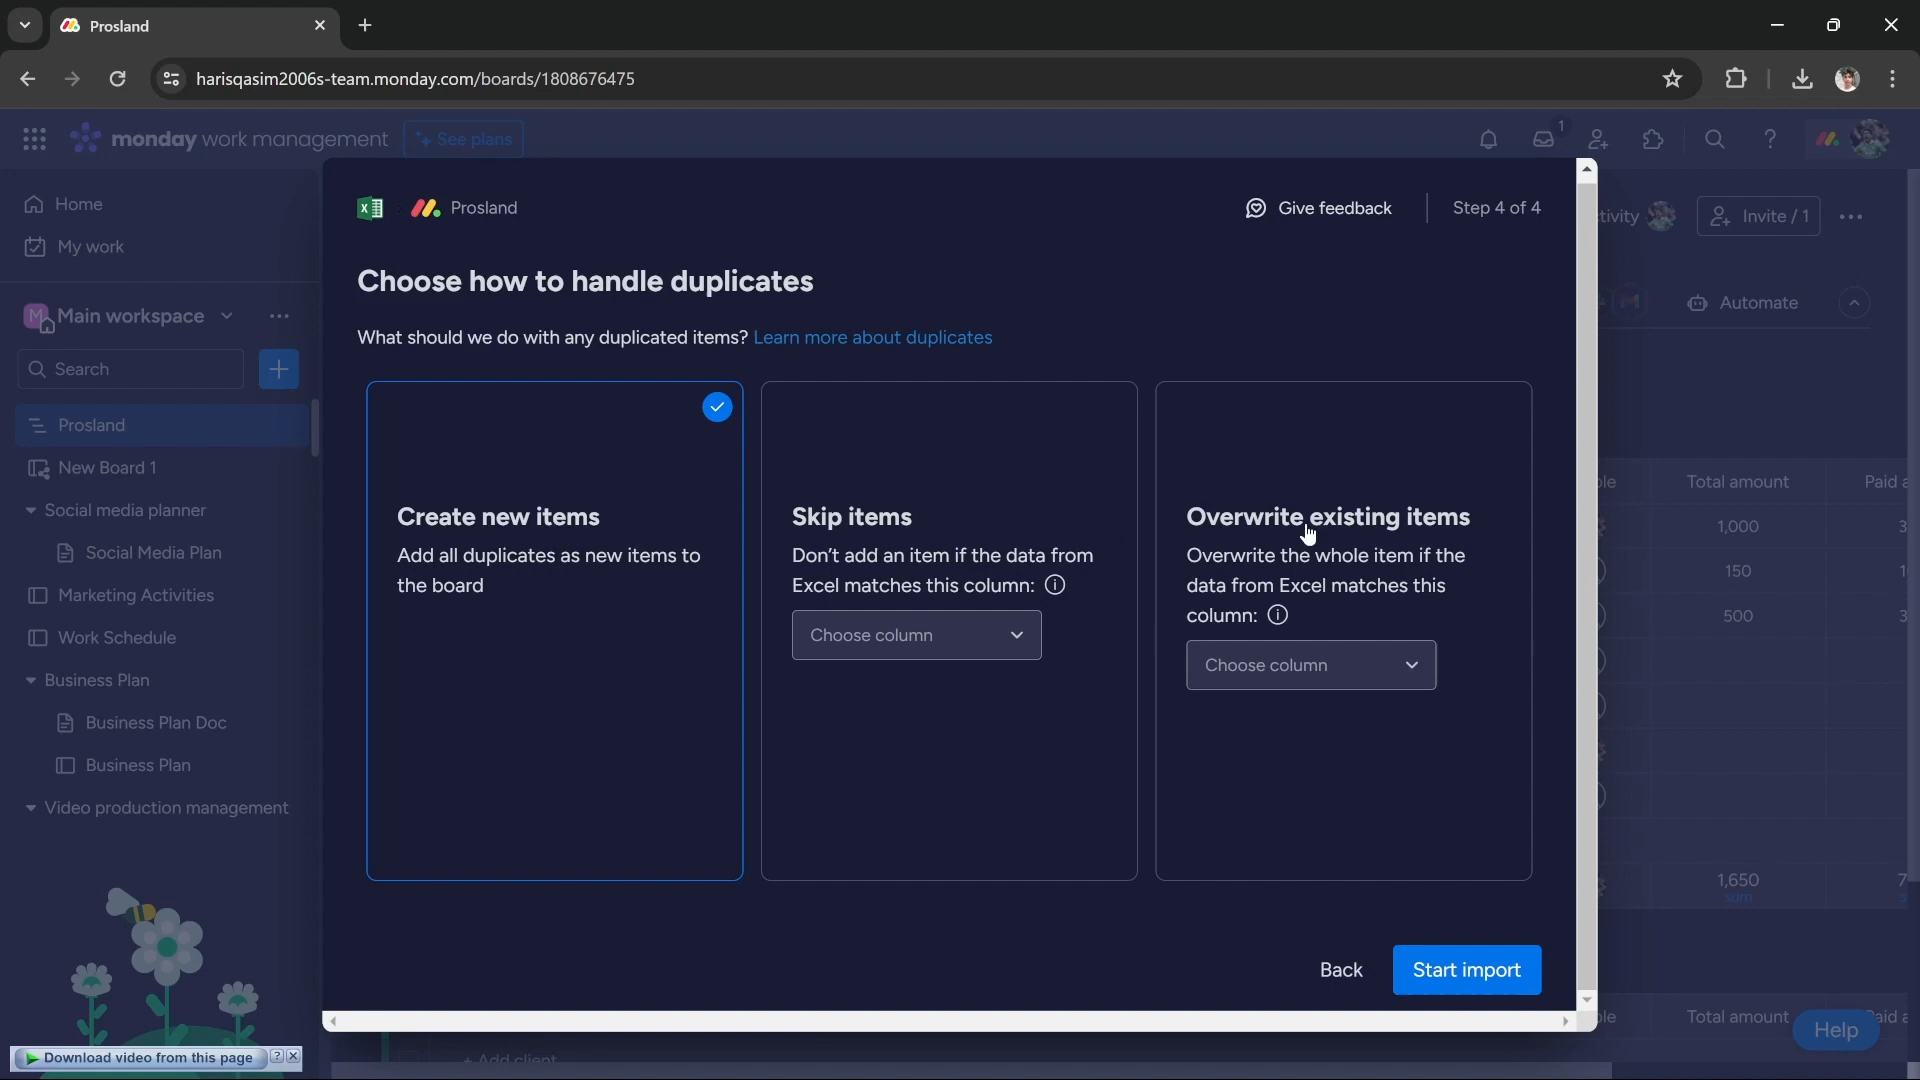 Prosland
harisqasim2006s-team.monday.com/boards/1808676475
monday work management
See plans
1
Home
My work
M
Main workspace
Search
Prosland
New Board 1
Social media planner
Social Media Plan
Marketing Activities
Work Schedule
Business Plan
Business Plan Doc
Business Plan
Video production management
Download video from this page
?
X
Prosland
Give feedback
Step 4 of 4
Choose how to handle duplicates
What should we do with any duplicated items? Learn more about duplicates
Create new items
Add all duplicates as new items to
the board
Skip items
Don't add an item if the data from
Excel matches this column:
Choose column
Overwrite existing items
Overwrite the whole item if the
data from Excel matches this
column:
Choose column
Back
Start import
Invite / 1
Automate
Total amount
1,000
150
500
1,650
sum
Total amount
Help
+ Add client